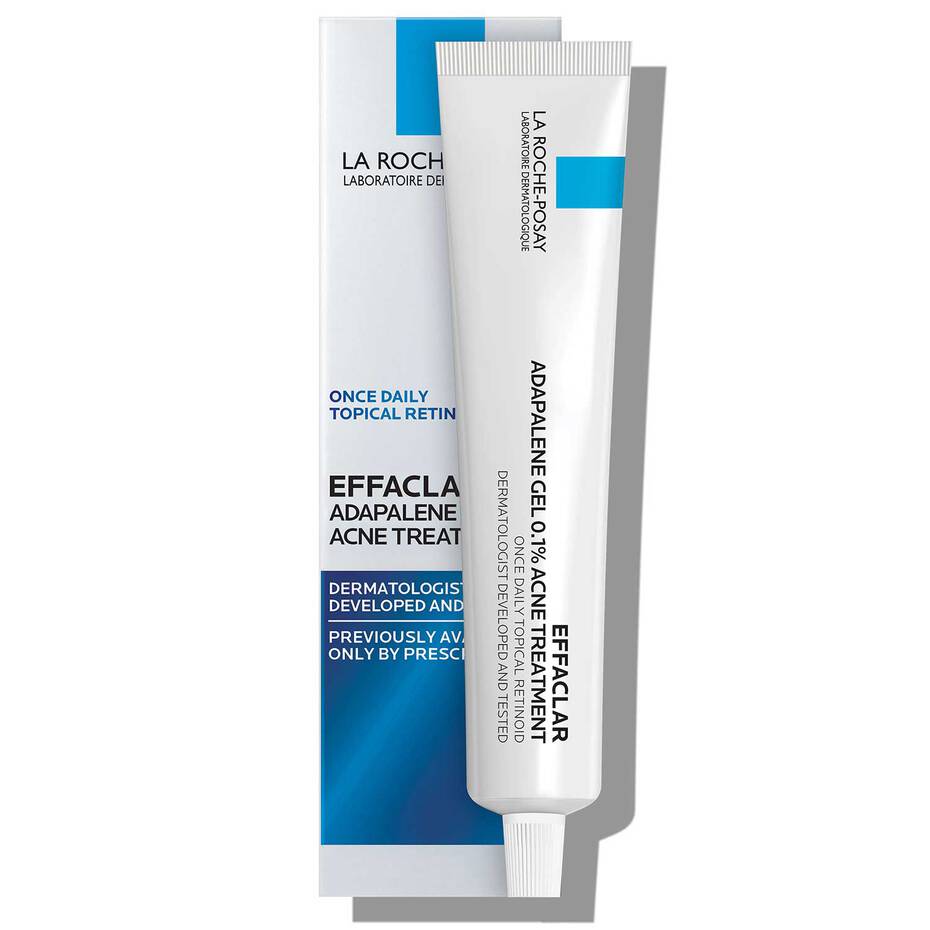 LA ROCH
LABORATOIRE DER
ONCE DAILY
TOPICAL RETIN
EFFACLA
ADAPALENE
ACNE TREAT
DERMATOLOGIST
DEVELOPED AND
PREVIOUSLY AVA
ONLY BY PRESCR
LA ROCHE-POSAY
LABORATOIRE DERMATOLOGIQUE
EFFACLAR
ADAPALENE GEL 0.1% ACNE TREATMENT
ONCE DAILY TOPICAL RETINOID
DERMATOLOGIST DEVELOPED AND TESTED